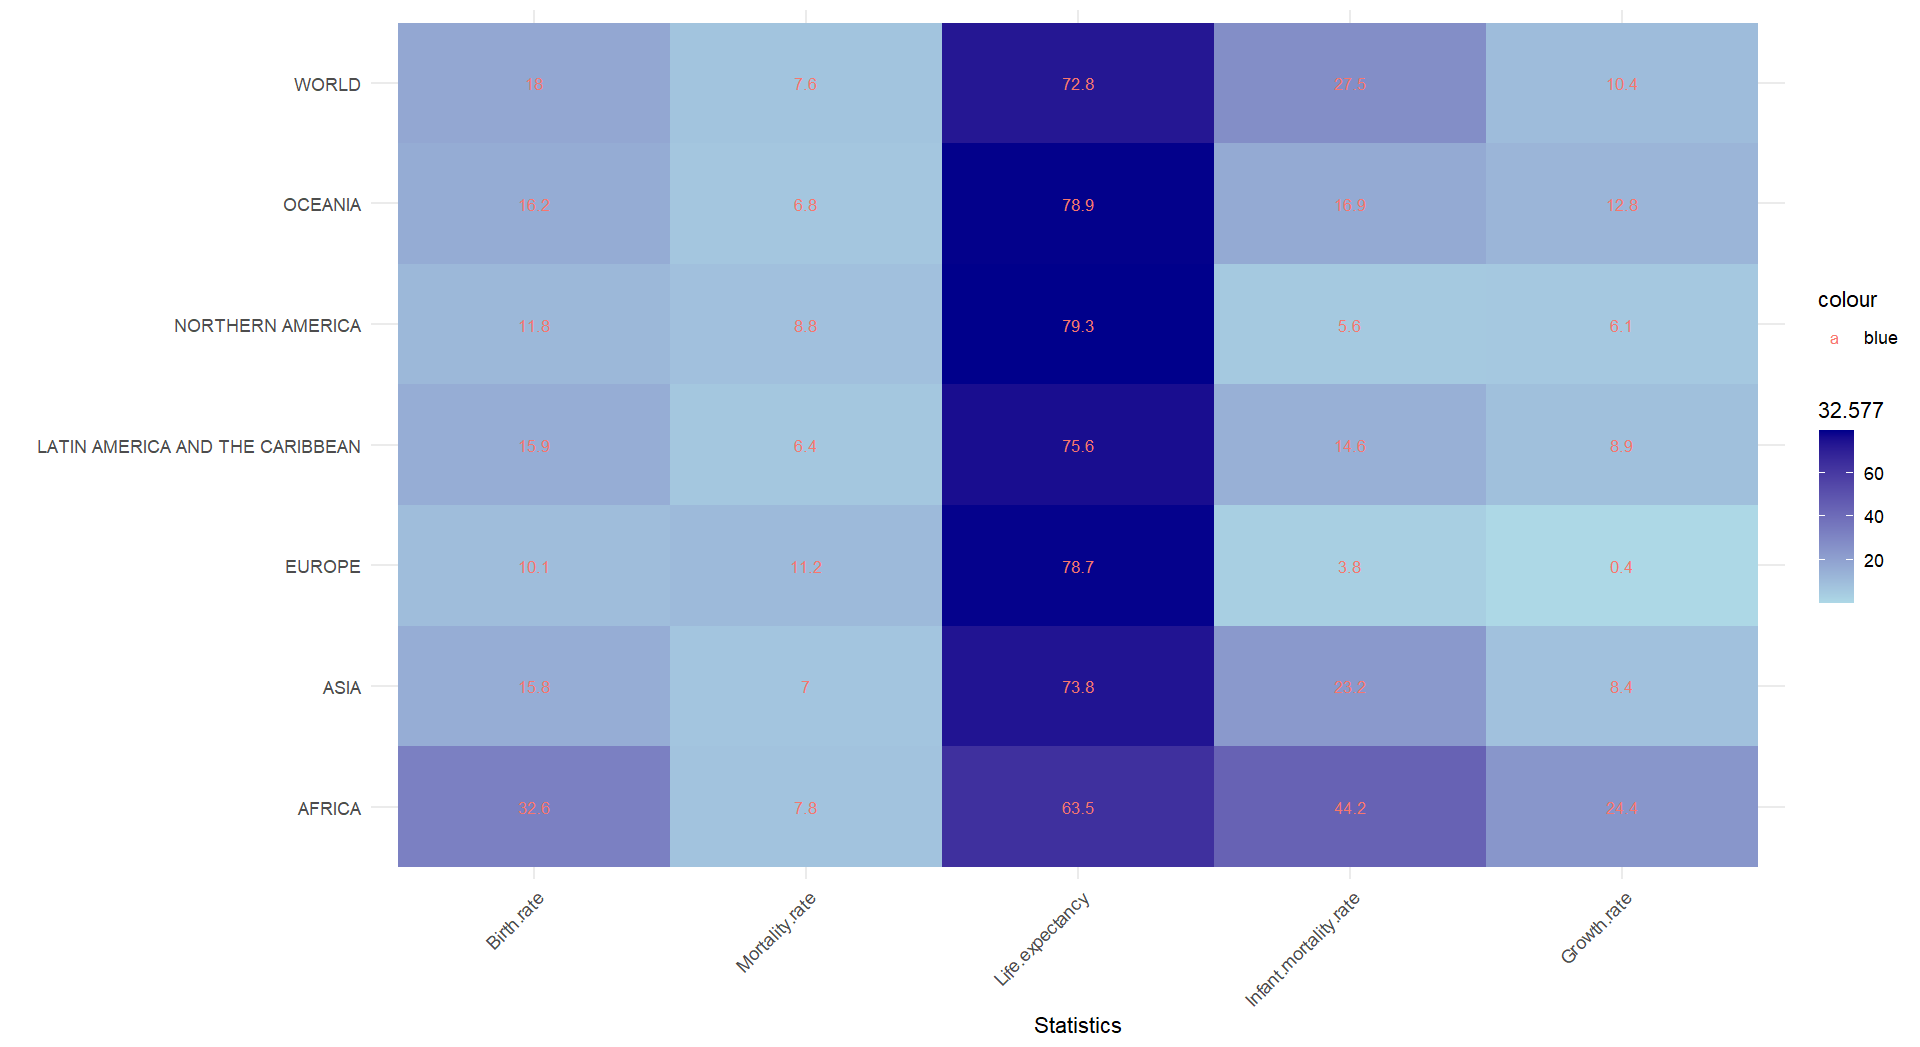 WORLD 18 7.6 72.8 27.5 10.4
OCEANIA 16.2 6.8 78.9 16.9 12.8
NORTHERN AMERICA 11.8 8.8 79.3 5.6 6.1
LATIN AMERICA AND THE CARIBBEAN 15.9 6.4 75.6 14.6 8.9
EUROPE 10.1 11.2 78.7 3.8 0.4
ASIA 15.8 7 73.8 23.2 8.4
AFRICA 32.6 7.8 63.5 44.2 24.4
Birth.rate
Mortality.rate
Life.expectancy
Infant.mortality.rate
Growth.rate
Statistics
colour
a blue
32.577
60
40
20